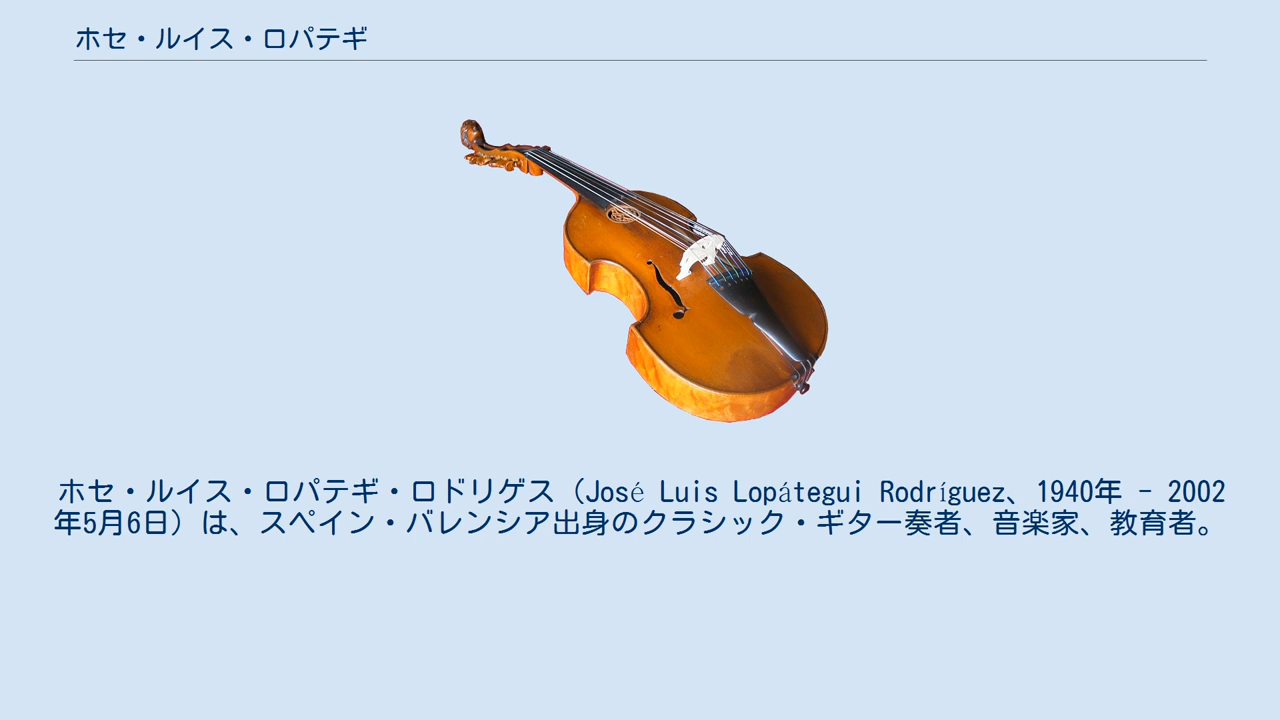 ホセ・ルイス・ロパテギ
ホセ・ルイス・ロパテギ・ロドリゲス（José Luis Lopátegui Rodríguez、1940年 - 2002
年5月6日）は、スペイン・バレンシア出身のクラシック・ギター奏者、音楽家、教育者。